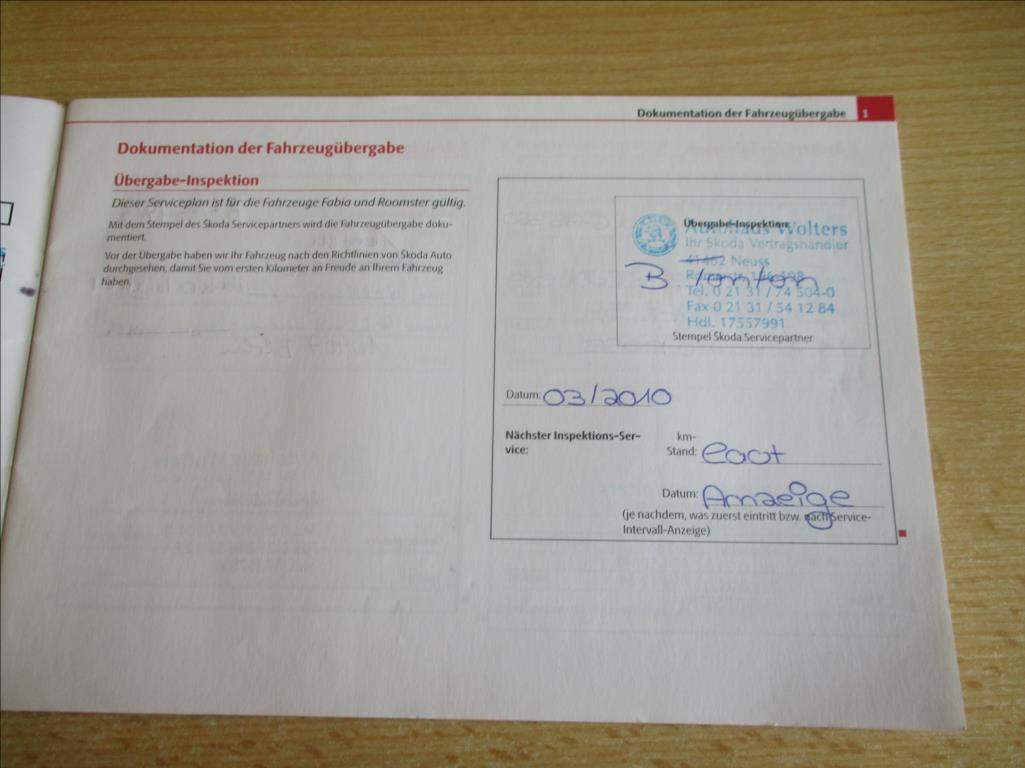 Dokumentation der Fahrzeugübergabe 1
Dokumentation der Fahrzeugübergabe
Übergabe-Inspektion
Dieser Serviceplan ist für die Fahrzeuge Fabia und Roomster gültig.
Mit dem Stempel des Škoda Servicepartners wird die Fahrzeugübergabe doku-
mentiert.
Vor der Übergabe haben wir Ihr Fahrzeug nach den Richtlinien von Škoda Auto
durchgesehen, damit Sie vom ersten Kilometer an Freude an Ihrem Fahrzeug
haben.
Übergabe-Inspektion
Autohaus Wolters
Ihr Skoda Vertragshändler
41462 Neuss
Tel. 0 21 31 / 74 504-0
Fax 0 21 31 / 54 12 84
Hdl. 17557991
Stempel Škoda Servicepartner
Datum: 03/2010
Nächster Inspektions-Ser-
vice:
km-
Stand: laut
Datum: Anzeige
(je nachdem, was zuerst eintritt bzw. nach Service-
Intervall-Anzeige)